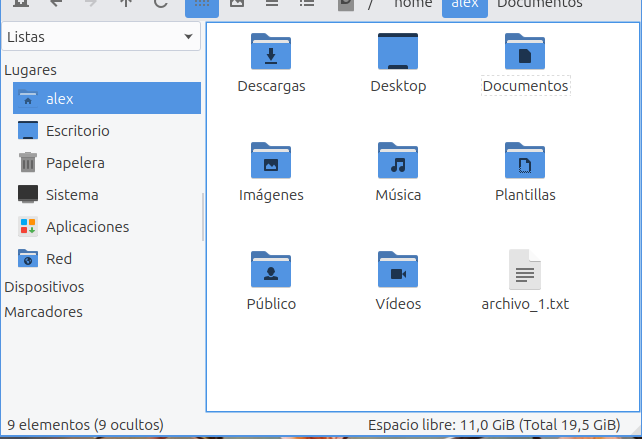 / home alex Documentos
Listas
Lugares
alex
Escritorio
Papelera
Sistema
Aplicaciones
Red
Dispositivos
Marcadores
Descargas Desktop Documentos
Imágenes Música Plantillas
Público Vídeos archivo_1.txt
9 elementos (9 ocultos) Espacio libre: 11,0 GiB (Total 19,5 GiB)